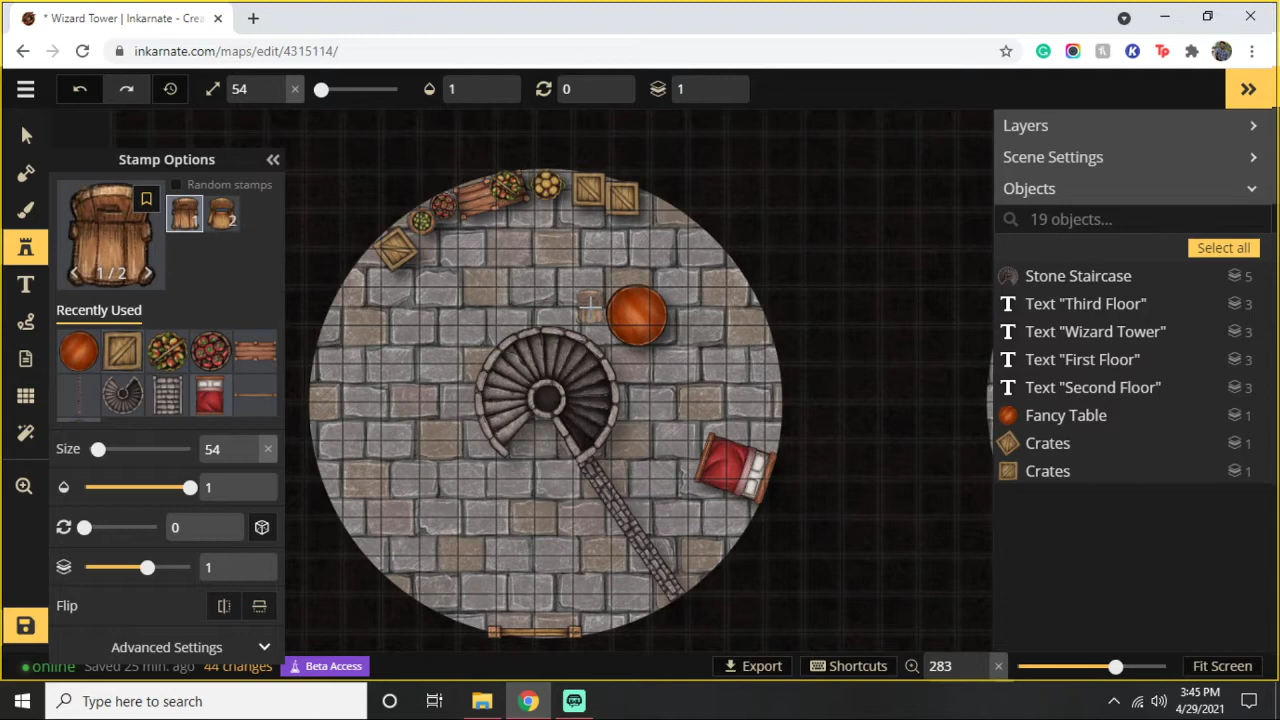 * Wizard Tower | Inkarnate - Crea
inkarnate.com/maps/edit/4315114/
54
1
0
1
Stamp Options
Random stamps
1
2
1 / 2
Recently Used
Size
54
1
0
1
Flip
Advanced Settings
online
Saved 25 min. ago
44 changes
Beta Access
Layers
Scene Settings
Objects
19 objects...
Select all
Stone Staircase
5
T Text "Third Floor"
3
T Text "Wizard Tower"
3
T Text "First Floor"
3
T Text "Second Floor"
3
Fancy Table
1
Crates
1
Crates
1
Export
Shortcuts
283
Fit Screen
Type here to search
3:45 PM
4/29/2021